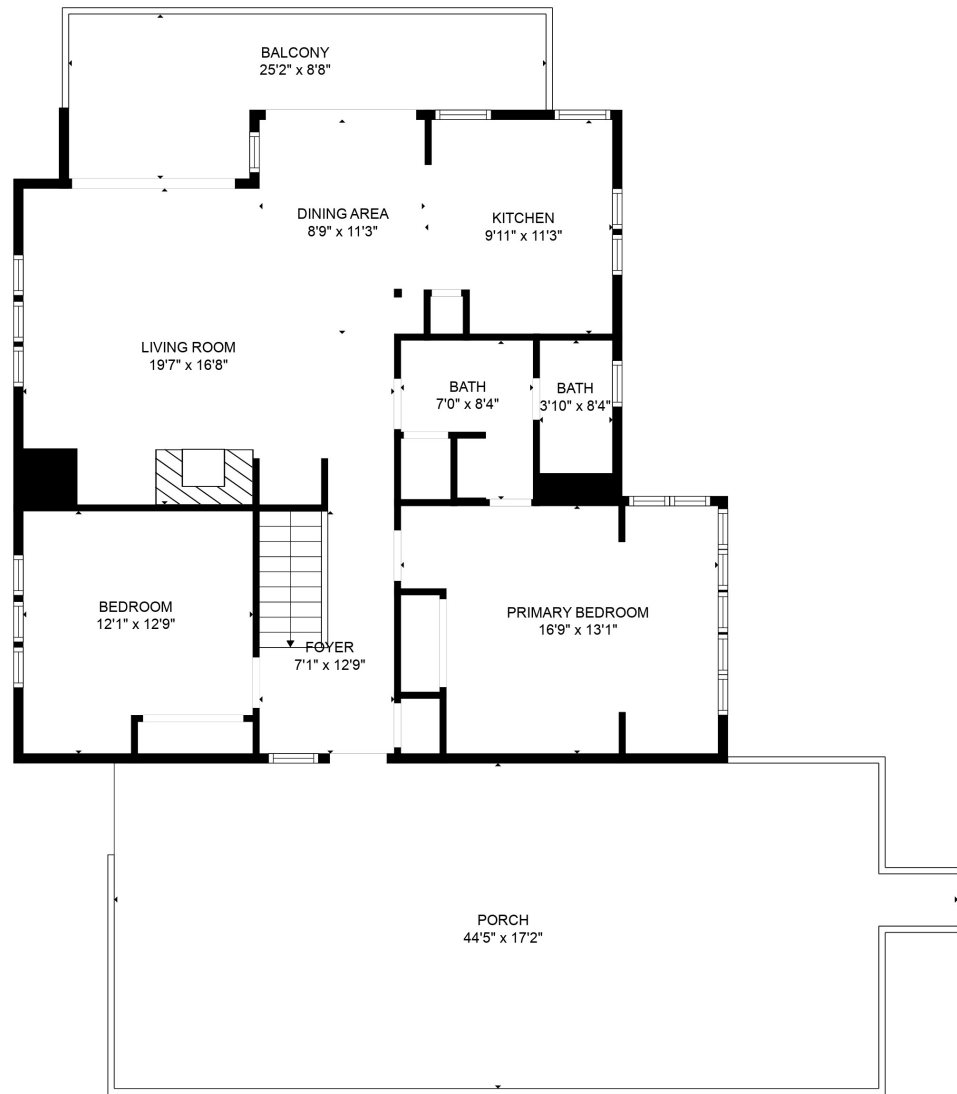 BALCONY
25'2" x 8'8"
DINING AREA
8'9" x 11'3"
KITCHEN
9'11" x 11'3"
LIVING ROOM
19'7" x 16'8"
BATH
7'0" x 8'4"
BATH
3'10" x 8'4"
BEDROOM
12'1" x 12'9"
FOYER
7'1" x 12'9"
PRIMARY BEDROOM
16'9" x 13'1"
PORCH
44'5" x 17'2"